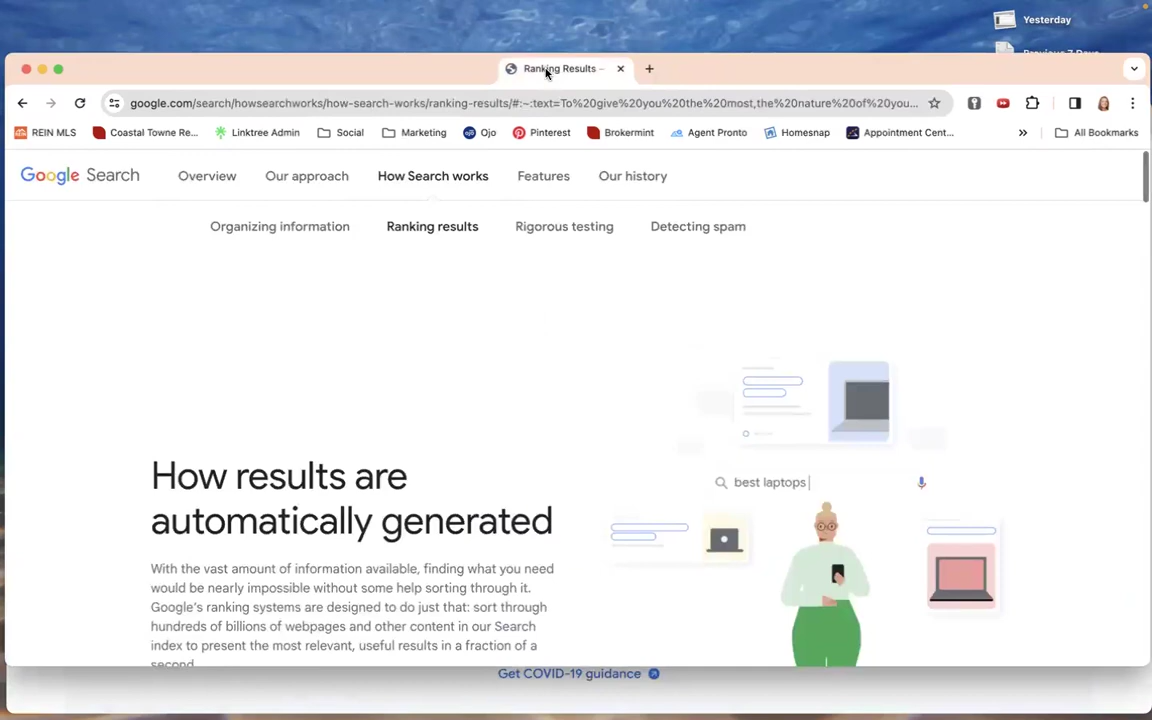 Yesterday
Previous 7 Days
Ranking Results –
google.com/search/howsearchworks/how-search-works/ranking-results/#:~:text=To%20give%20you%20the%20most,the%20nature%20of%20you...
REIN MLS
Coastal Towne Re...
Linktree Admin
Social
Marketing
Ojo
Pinterest
Brokermint
Agent Pronto
Homesnap
Appointment Cent...
»
All Bookmarks
Google Search
Overview
Our approach
How Search works
Features
Our history
Organizing information
Ranking results
Rigorous testing
Detecting spam
best laptops
How results are
automatically generated
With the vast amount of information available, finding what you need
would be nearly impossible without some help sorting through it.
Google's ranking systems are designed to do just that: sort through
hundreds of billions of webpages and other content in our Search
index to present the most relevant, useful results in a fraction of a
second.
Get COVID-19 guidance